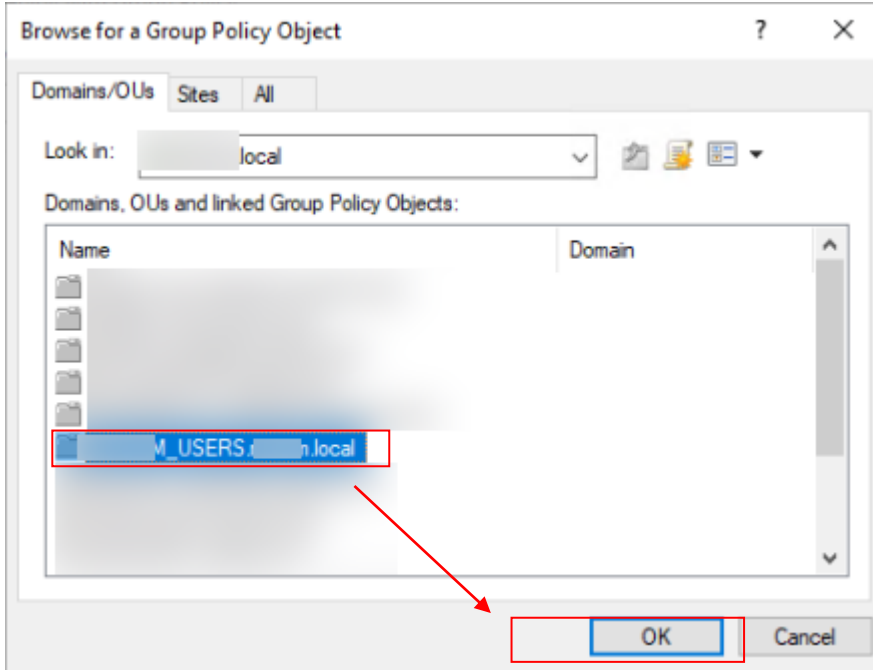 Browse for a Group Policy Object ? ×
Domains/OUs Sites All
Look in: local
Domains, OUs and linked Group Policy Objects:
Name Domain
M_USERS. n.local
OK Cancel